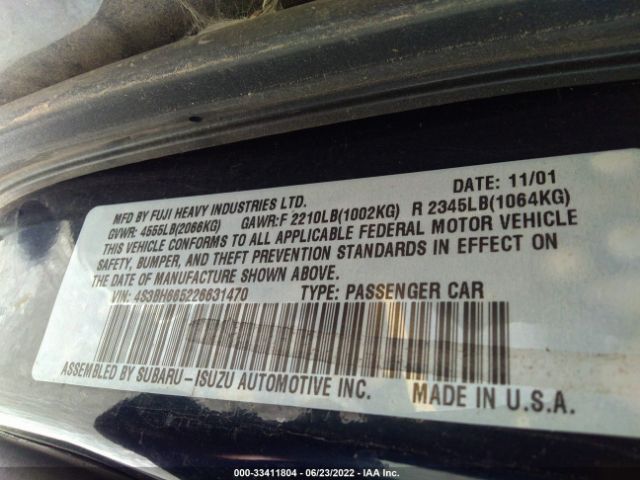 MFD BY FUJI HEAVY INDUSTRIES LTD. DATE: 11/01
GVWR: 4555LB(2066KG) GAWR:F 2210LB(1002KG) R 2345LB(1064KG)
THIS VEHICLE CONFORMS TO ALL APPLICABLE FEDERAL MOTOR VEHICLE
SAFETY, BUMPER, AND THEFT PREVENTION STANDARDS IN EFFECT ON
THE DATE OF MANUFACTURE SHOWN ABOVE.
VIN: 4S3BH685226631470 TYPE: PASSENGER CAR
ASSEMBLED BY SUBARU-ISUZU AUTOMOTIVE INC. MADE IN U.S.A.
000-33411804 - 06/23/2022 - IAA Inc.